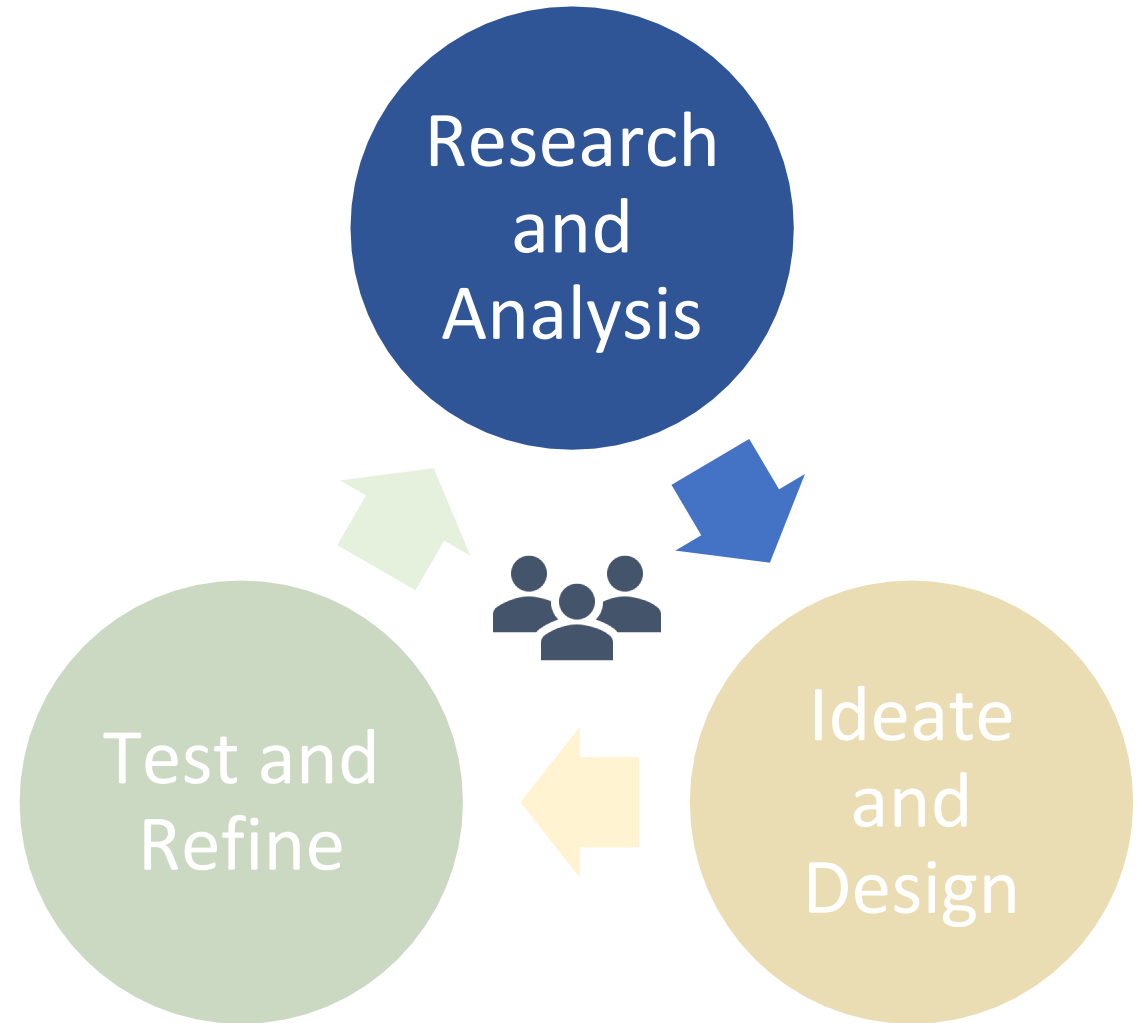 Research
and
Analysis
Ideate
and
Design
Test and
Refine